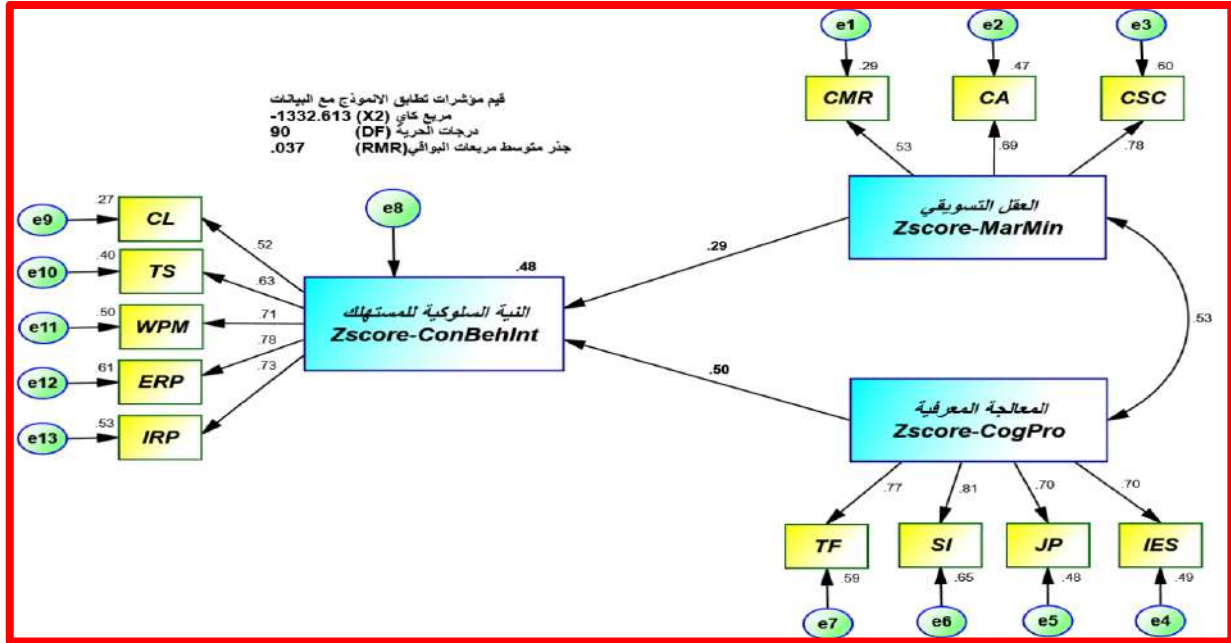 e1
e2
e3
.29
.47
.60
CMR
CA
CSC
.53
.69
.78
قيم مؤشرات تطابق الانموذج مع البيانات
مربع كاي (X2) 1332.613-
درجات الحرية (DF) 90
جذر متوسط مربعات البواقي(RMR) .037
العقل التسويقي
Zscore-MarMin
e8
e9
.27
CL
.52
e10
.40
TS
.63
e11
.50
WPM
.71
e12
.61
ERP
.78
e13
.53
IRP
.73
.48
النية السلوكية للمستهلك
Zscore-ConBehInt
.29
.50
.53
المعالجة المعرفية
Zscore-CogPro
.77
.81
.70
.70
TF
SI
JP
IES
.59
.65
.48
.49
e7
e6
e5
e4